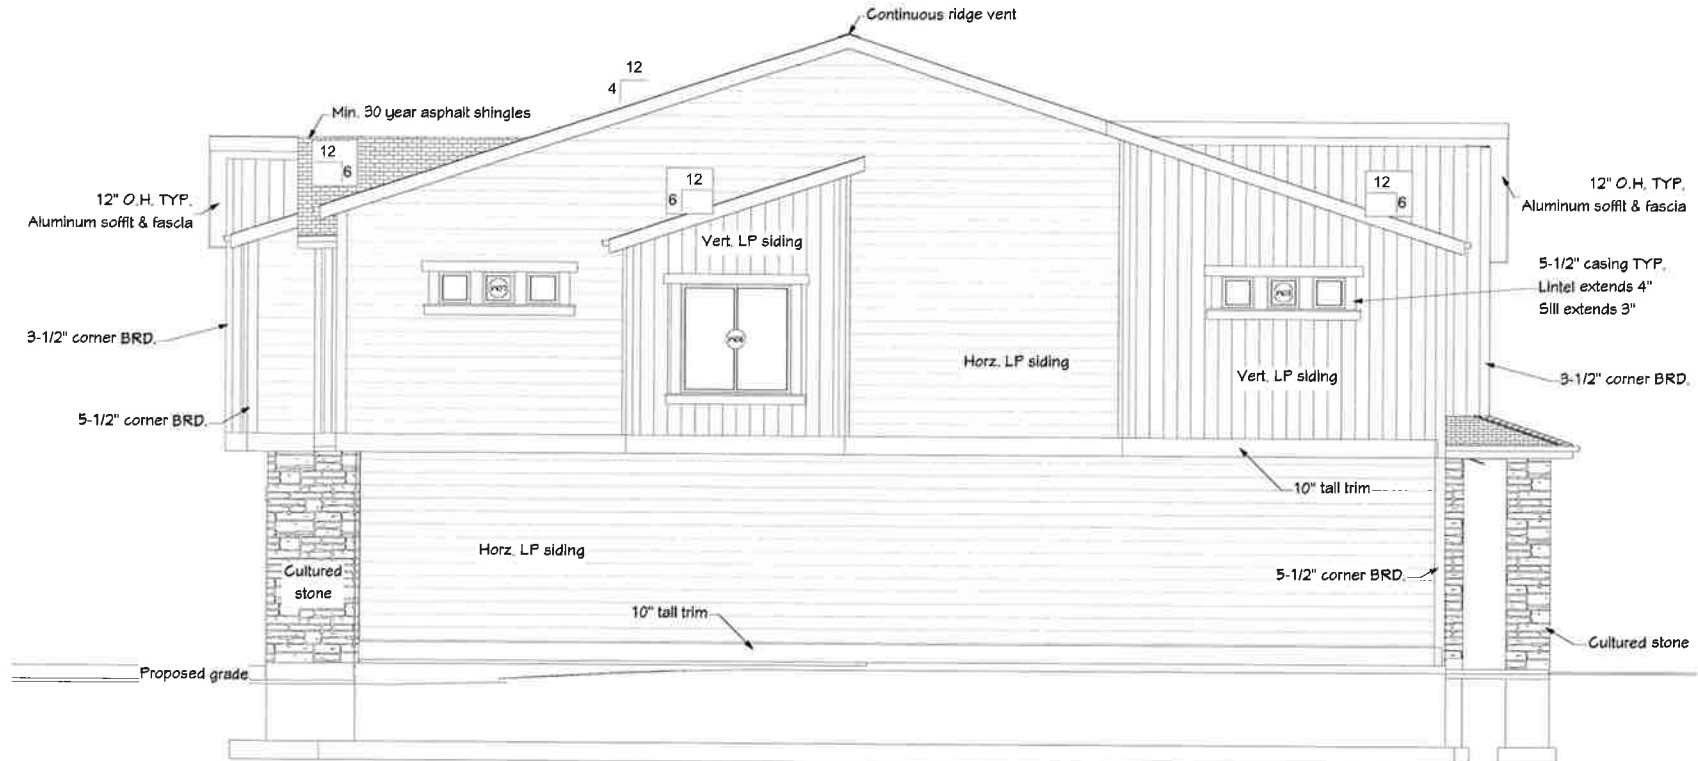 Continuous ridge vent
12
4
Min. 30 year asphalt shingles
12
6
12
6
12
6
12" O.H. TYP.
Aluminum soffit & fascia
12" O.H. TYP.
Aluminum soffit & fascia
Vert. LP siding
5-1/2" casing TYP.
Lintel extends 4"
Sill extends 3"
3-1/2" corner BRD.
Horz. LP siding
Vert. LP siding
3-1/2" corner BRD.
5-1/2" corner BRD.
10" tall trim
Horz. LP siding
Cultured
stone
5-1/2" corner BRD.
10" tall trim
Cultured stone
Proposed grade